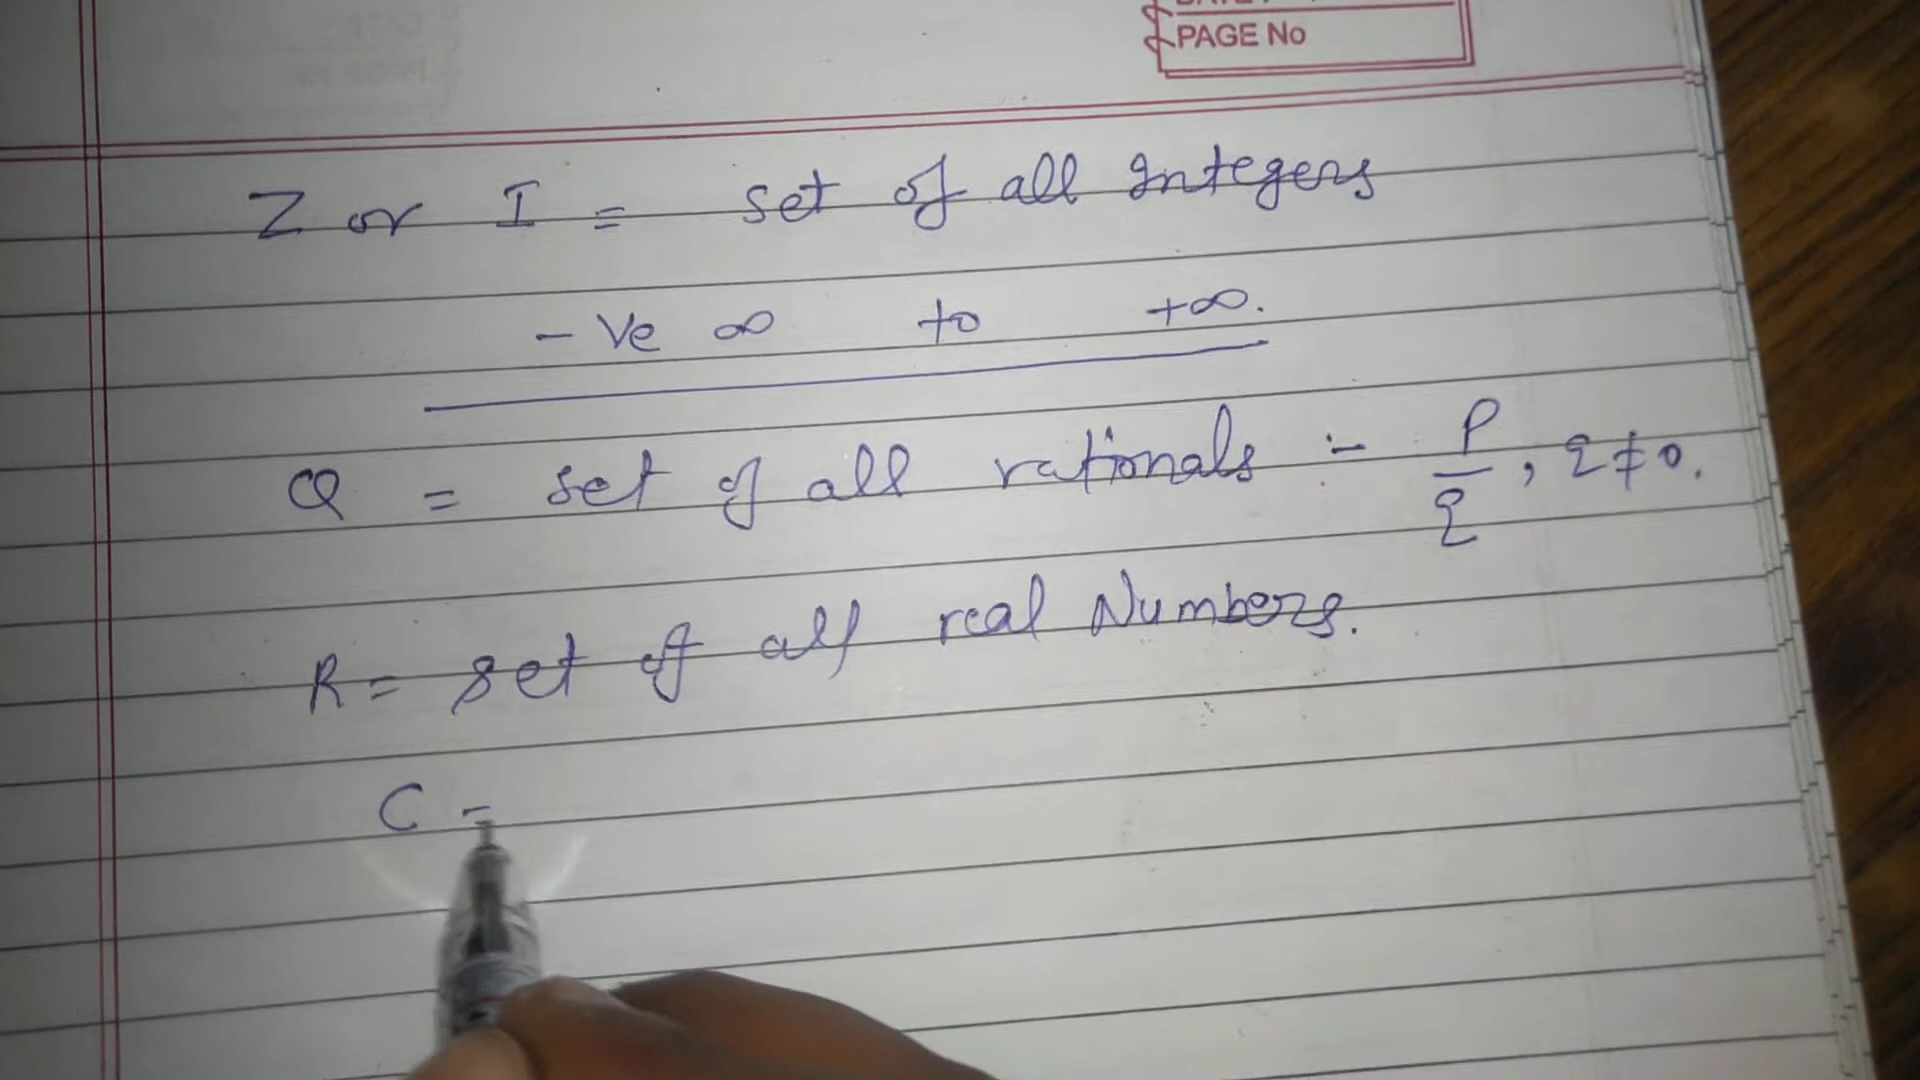 PAGE No
Z or I = set of all Integers
- Ve ∞ to +∞.
Q = set of all rationals :- P/q, q≠0.
R = set of all real Numbers.
C =